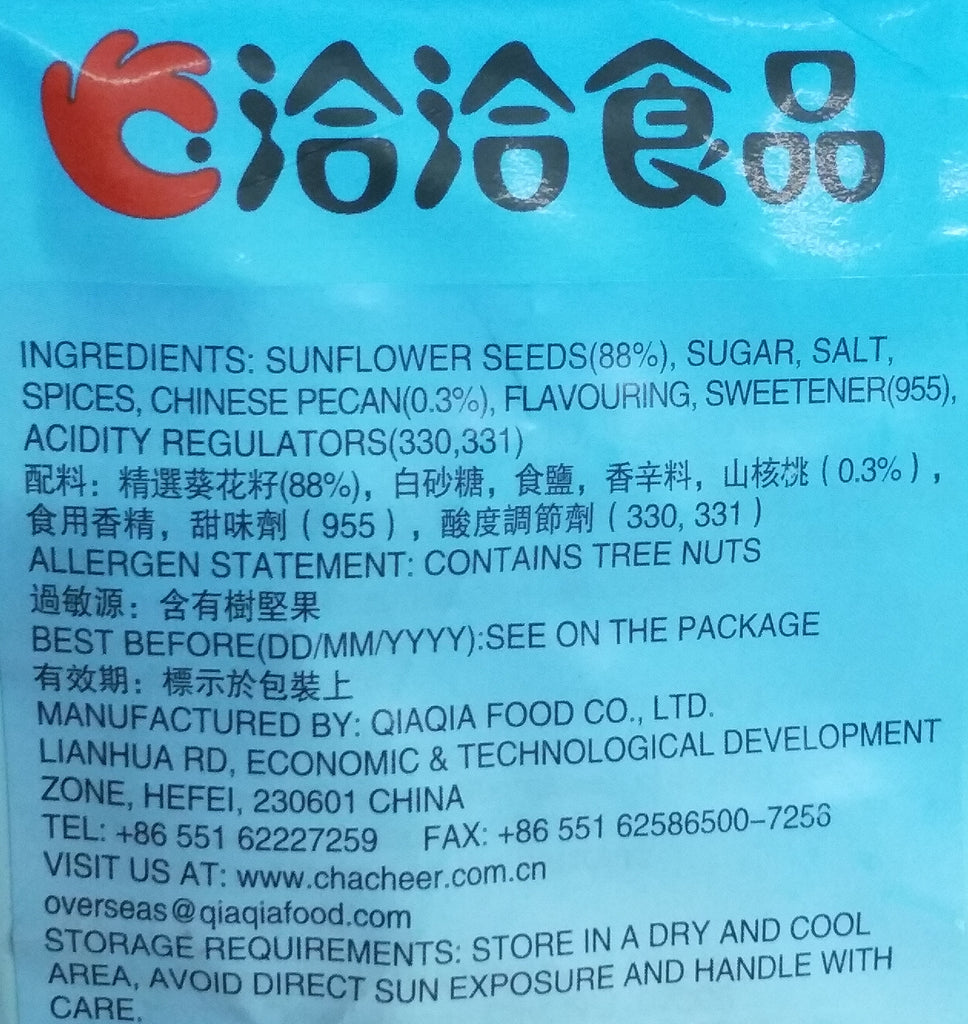 洽洽食品
INGREDIENTS: SUNFLOWER SEEDS(88%), SUGAR, SALT,
SPICES, CHINESE PECAN(0.3%), FLAVOURING, SWEETENER(955),
ACIDITY REGULATORS(330,331)
配料：精選葵花籽(88%)，白砂糖，食鹽，香辛料，山核桃（0.3%），
食用香精，甜味劑（955），酸度調節劑（330, 331）
ALLERGEN STATEMENT: CONTAINS TREE NUTS
過敏源：含有樹堅果
BEST BEFORE(DD/MM/YYYY):SEE ON THE PACKAGE
有效期：標示於包裝上
MANUFACTURED BY: QIAQIA FOOD CO., LTD.
LIANHUA RD, ECONOMIC & TECHNOLOGICAL DEVELOPMENT
ZONE, HEFEI, 230601 CHINA
TEL: +86 551 62227259 FAX: +86 551 62586500-7256
VISIT US AT: www.chacheer.com.cn
overseas@qiaqiafood.com
STORAGE REQUIREMENTS: STORE IN A DRY AND COOL
AREA, AVOID DIRECT SUN EXPOSURE AND HANDLE WITH
CARE.